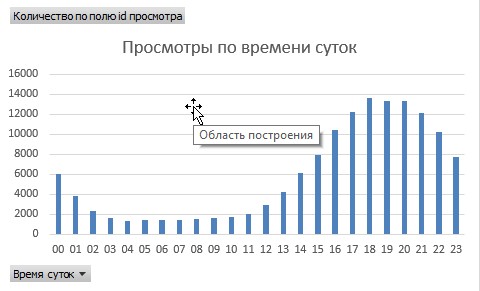 Количество по полю id просмотра
Просмотры по времени суток
16000
14000
12000
10000
8000
6000
4000
2000
0
Область построения
00 01 02 03 04 05 06 07 08 09 10 11 12 13 14 15 16 17 18 19 20 21 22 23
Время суток